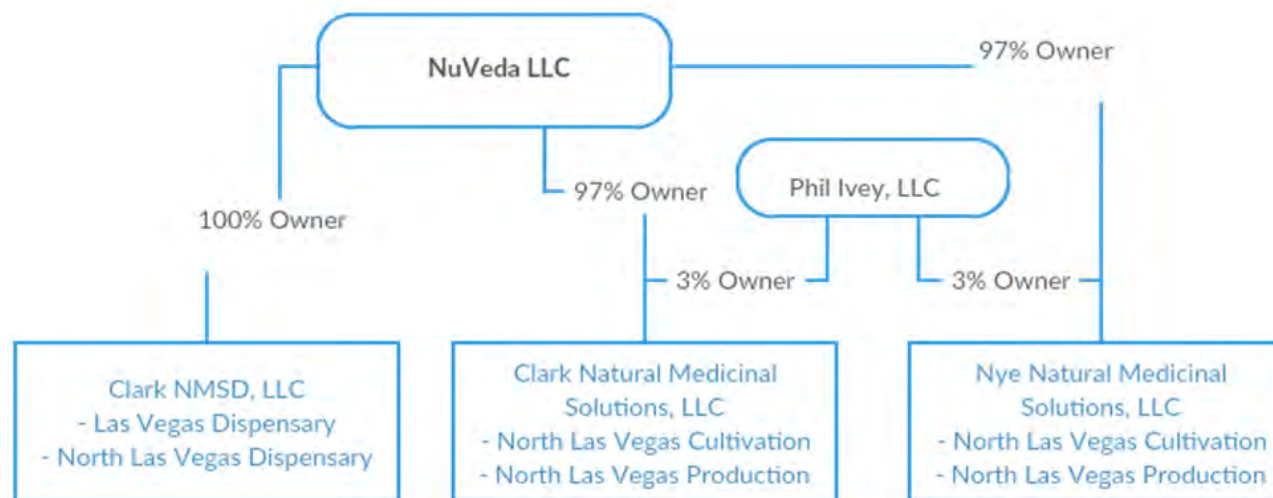 NuVeda LLC
97% Owner
Phil Ivey, LLC
97% Owner
100% Owner
3% Owner
3% Owner
Clark NMSD, LLC
- Las Vegas Dispensary
- North Las Vegas Dispensary
Clark Natural Medicinal
Solutions, LLC
- North Las Vegas Cultivation
- North Las Vegas Production
Nye Natural Medicinal
Solutions, LLC
- North Las Vegas Cultivation
- North Las Vegas Production